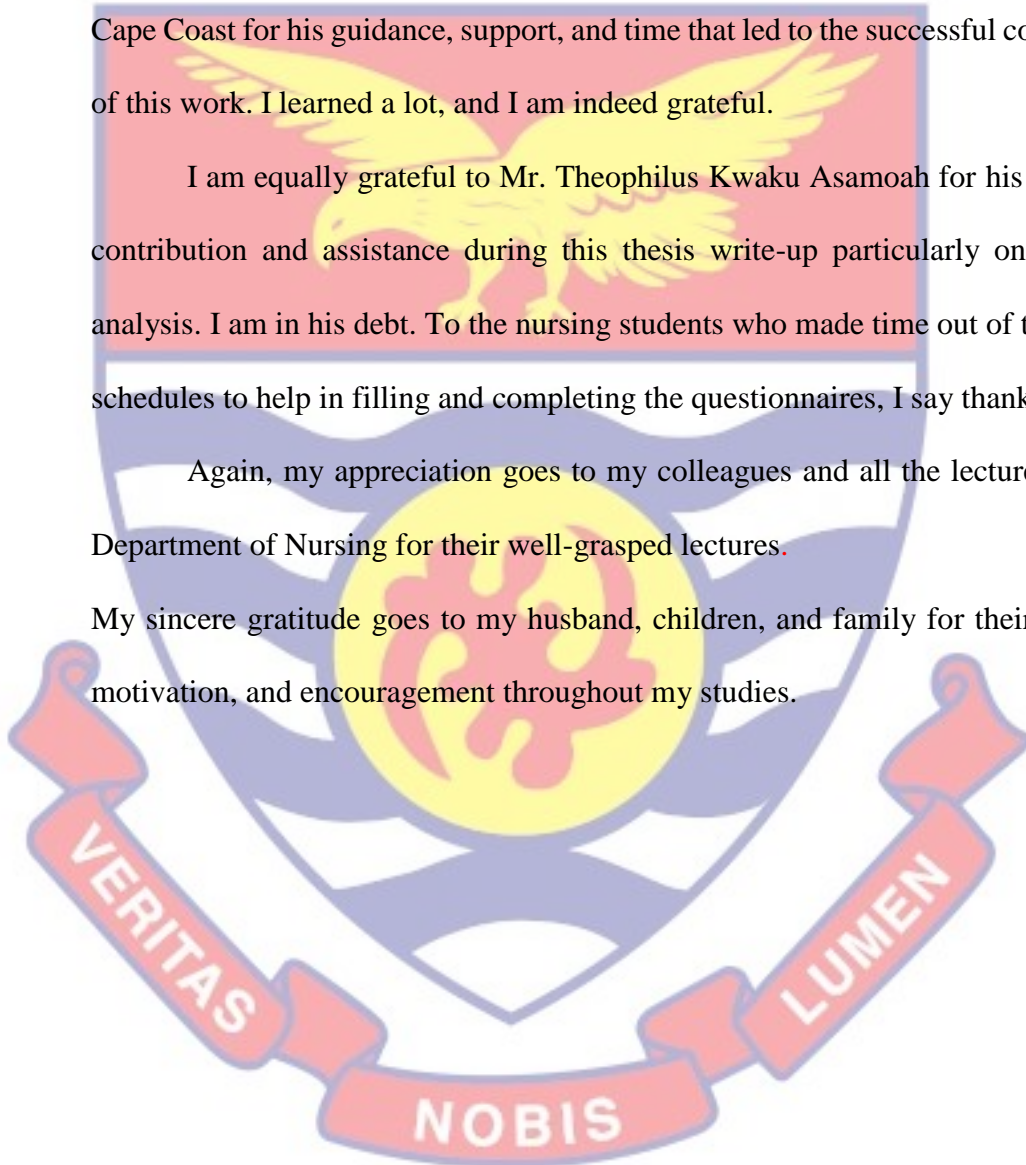 Cape Coast for his guidance, support, and time that led to the successful co
of this work. I learned a lot, and I am indeed grateful.
I am equally grateful to Mr. Theophilus Kwaku Asamoah for his
contribution and assistance during this thesis write-up particularly on
analysis. I am in his debt. To the nursing students who made time out of t
schedules to help in filling and completing the questionnaires, I say thank
Again, my appreciation goes to my colleagues and all the lecture
Department of Nursing for their well-grasped lectures.
My sincere gratitude goes to my husband, children, and family for their
motivation, and encouragement throughout my studies.
VERITAS
NOBIS
LUMEN